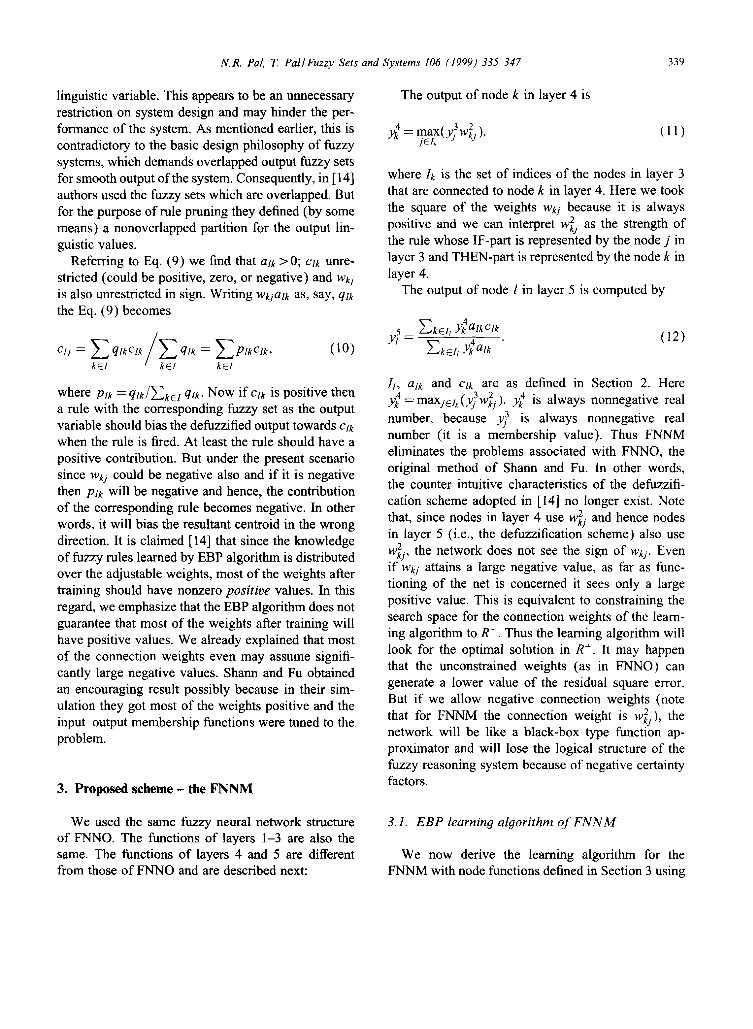 N.R. Pal, T. Pal / Fuzzy Sets and Systems 106 (1999) 335–347 339
linguistic variable. This appears to be an unnecessary
restriction on system design and may hinder the per-
formance of the system. As mentioned earlier, this is
contradictory to the basic design philosophy of fuzzy
systems, which demands overlapped output fuzzy sets
for smooth output of the system. Consequently, in [14]
authors used the fuzzy sets which are overlapped. But
for the purpose of rule pruning they defined (by some
means) a nonoverlapped partition for the output lin-
guistic values.
Referring to Eq. (9) we find that a_{lk} > 0; c_{lk} unre-
stricted (could be positive, zero, or negative) and w_{kj}
is also unrestricted in sign. Writing w_{kj}a_{lk} as, say, q_{lk}
the Eq. (9) becomes
c_{Il} = ∑_{k∈I} q_{lk}c_{lk} / ∑_{k∈I} q_{lk} = ∑_{k∈I} p_{lk}c_{lk}, (10)
where p_{lk} = q_{lk}/∑_{k∈I} q_{lk}. Now if c_{lk} is positive then
a rule with the corresponding fuzzy set as the output
variable should bias the defuzzified output towards c_{lk}
when the rule is fired. At least the rule should have a
positive contribution. But under the present scenario
since w_{kj} could be negative also and if it is negative
then p_{lk} will be negative and hence, the contribution
of the corresponding rule becomes negative. In other
words, it will bias the resultant centroid in the wrong
direction. It is claimed [14] that since the knowledge
of fuzzy rules learned by EBP algorithm is distributed
over the adjustable weights, most of the weights after
training should have nonzero positive values. In this
regard, we emphasize that the EBP algorithm does not
guarantee that most of the weights after training will
have positive values. We already explained that most
of the connection weights even may assume signifi-
cantly large negative values. Shann and Fu obtained
an encouraging result possibly because in their sim-
ulation they got most of the weights positive and the
input–output membership functions were tuned to the
problem.
3. Proposed scheme – the FNNM
We used the same fuzzy neural network structure
of FNNO. The functions of layers 1–3 are also the
same. The functions of layers 4 and 5 are different
from those of FNNO and are described next:
The output of node k in layer 4 is
y_k^4 = max_{j∈I_k}(y_j^3 w_{kj}^2), (11)
where I_k is the set of indices of the nodes in layer 3
that are connected to node k in layer 4. Here we took
the square of the weights w_{kj} because it is always
positive and we can interpret w_{kj}^2 as the strength of
the rule whose IF-part is represented by the node j in
layer 3 and THEN-part is represented by the node k in
layer 4.
The output of node l in layer 5 is computed by
y_l^5 = ∑_{k∈I_l} y_k^4 a_{lk}c_{lk} / ∑_{k∈I_l} y_k^4 a_{lk}, (12)
I_l, a_{lk} and c_{lk} are as defined in Section 2. Here
y_k^4 = max_{j∈I_k}(y_j^3 w_{kj}^2). y_k^4 is always nonnegative real
number, because y_j^3 is always nonnegative real
number (it is a membership value). Thus FNNM
eliminates the problems associated with FNNO, the
original method of Shann and Fu. In other words,
the counter intuitive characteristics of the defuzzifi-
cation scheme adopted in [14] no longer exist. Note
that, since nodes in layer 4 use w_{kj}^2 and hence nodes
in layer 5 (i.e., the defuzzification scheme) also use
w_{kj}^2, the network does not see the sign of w_{kj}. Even
if w_{kj} attains a large negative value, as far as func-
tioning of the net is concerned it sees only a large
positive value. This is equivalent to constraining the
search space for the connection weights of the learn-
ing algorithm to R^+. Thus the learning algorithm will
look for the optimal solution in R^+. It may happen
that the unconstrained weights (as in FNNO) can
generate a lower value of the residual square error.
But if we allow negative connection weights (note
that for FNNM the connection weight is w_{kj}^2), the
network will be like a black-box type function ap-
proximator and will lose the logical structure of the
fuzzy reasoning system because of negative certainty
factors.
3.1. EBP learning algorithm of FNNM
We now derive the learning algorithm for the
FNNM with node functions defined in Section 3 using